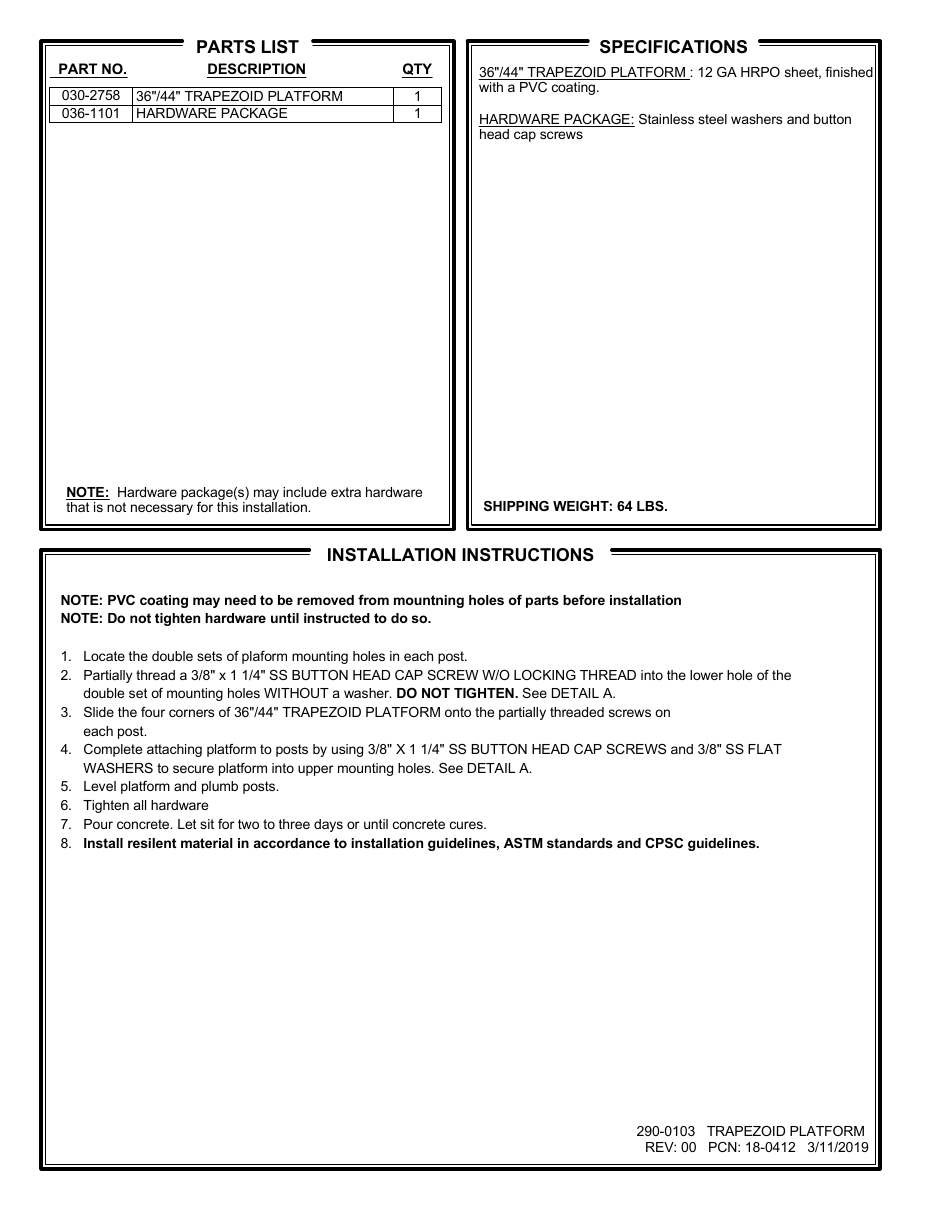 PARTS LIST
PART NO. DESCRIPTION QTY
030-2758 36"/44" TRAPEZOID PLATFORM 1
036-1101 HARDWARE PACKAGE 1
NOTE: Hardware package(s) may include extra hardware
that is not necessary for this installation.
SPECIFICATIONS
36"/44" TRAPEZOID PLATFORM : 12 GA HRPO sheet, finished
with a PVC coating.
HARDWARE PACKAGE: Stainless steel washers and button
head cap screws
SHIPPING WEIGHT: 64 LBS.
INSTALLATION INSTRUCTIONS
NOTE: PVC coating may need to be removed from mountning holes of parts before installation
NOTE: Do not tighten hardware until instructed to do so.
1. Locate the double sets of plaform mounting holes in each post.
2. Partially thread a 3/8" x 1 1/4" SS BUTTON HEAD CAP SCREW W/O LOCKING THREAD into the lower hole of the
double set of mounting holes WITHOUT a washer. DO NOT TIGHTEN. See DETAIL A.
3. Slide the four corners of 36"/44" TRAPEZOID PLATFORM onto the partially threaded screws on
each post.
4. Complete attaching platform to posts by using 3/8" X 1 1/4" SS BUTTON HEAD CAP SCREWS and 3/8" SS FLAT
WASHERS to secure platform into upper mounting holes. See DETAIL A.
5. Level platform and plumb posts.
6. Tighten all hardware
7. Pour concrete. Let sit for two to three days or until concrete cures.
8. Install resilent material in accordance to installation guidelines, ASTM standards and CPSC guidelines.
290-0103 TRAPEZOID PLATFORM
REV: 00 PCN: 18-0412 3/11/2019